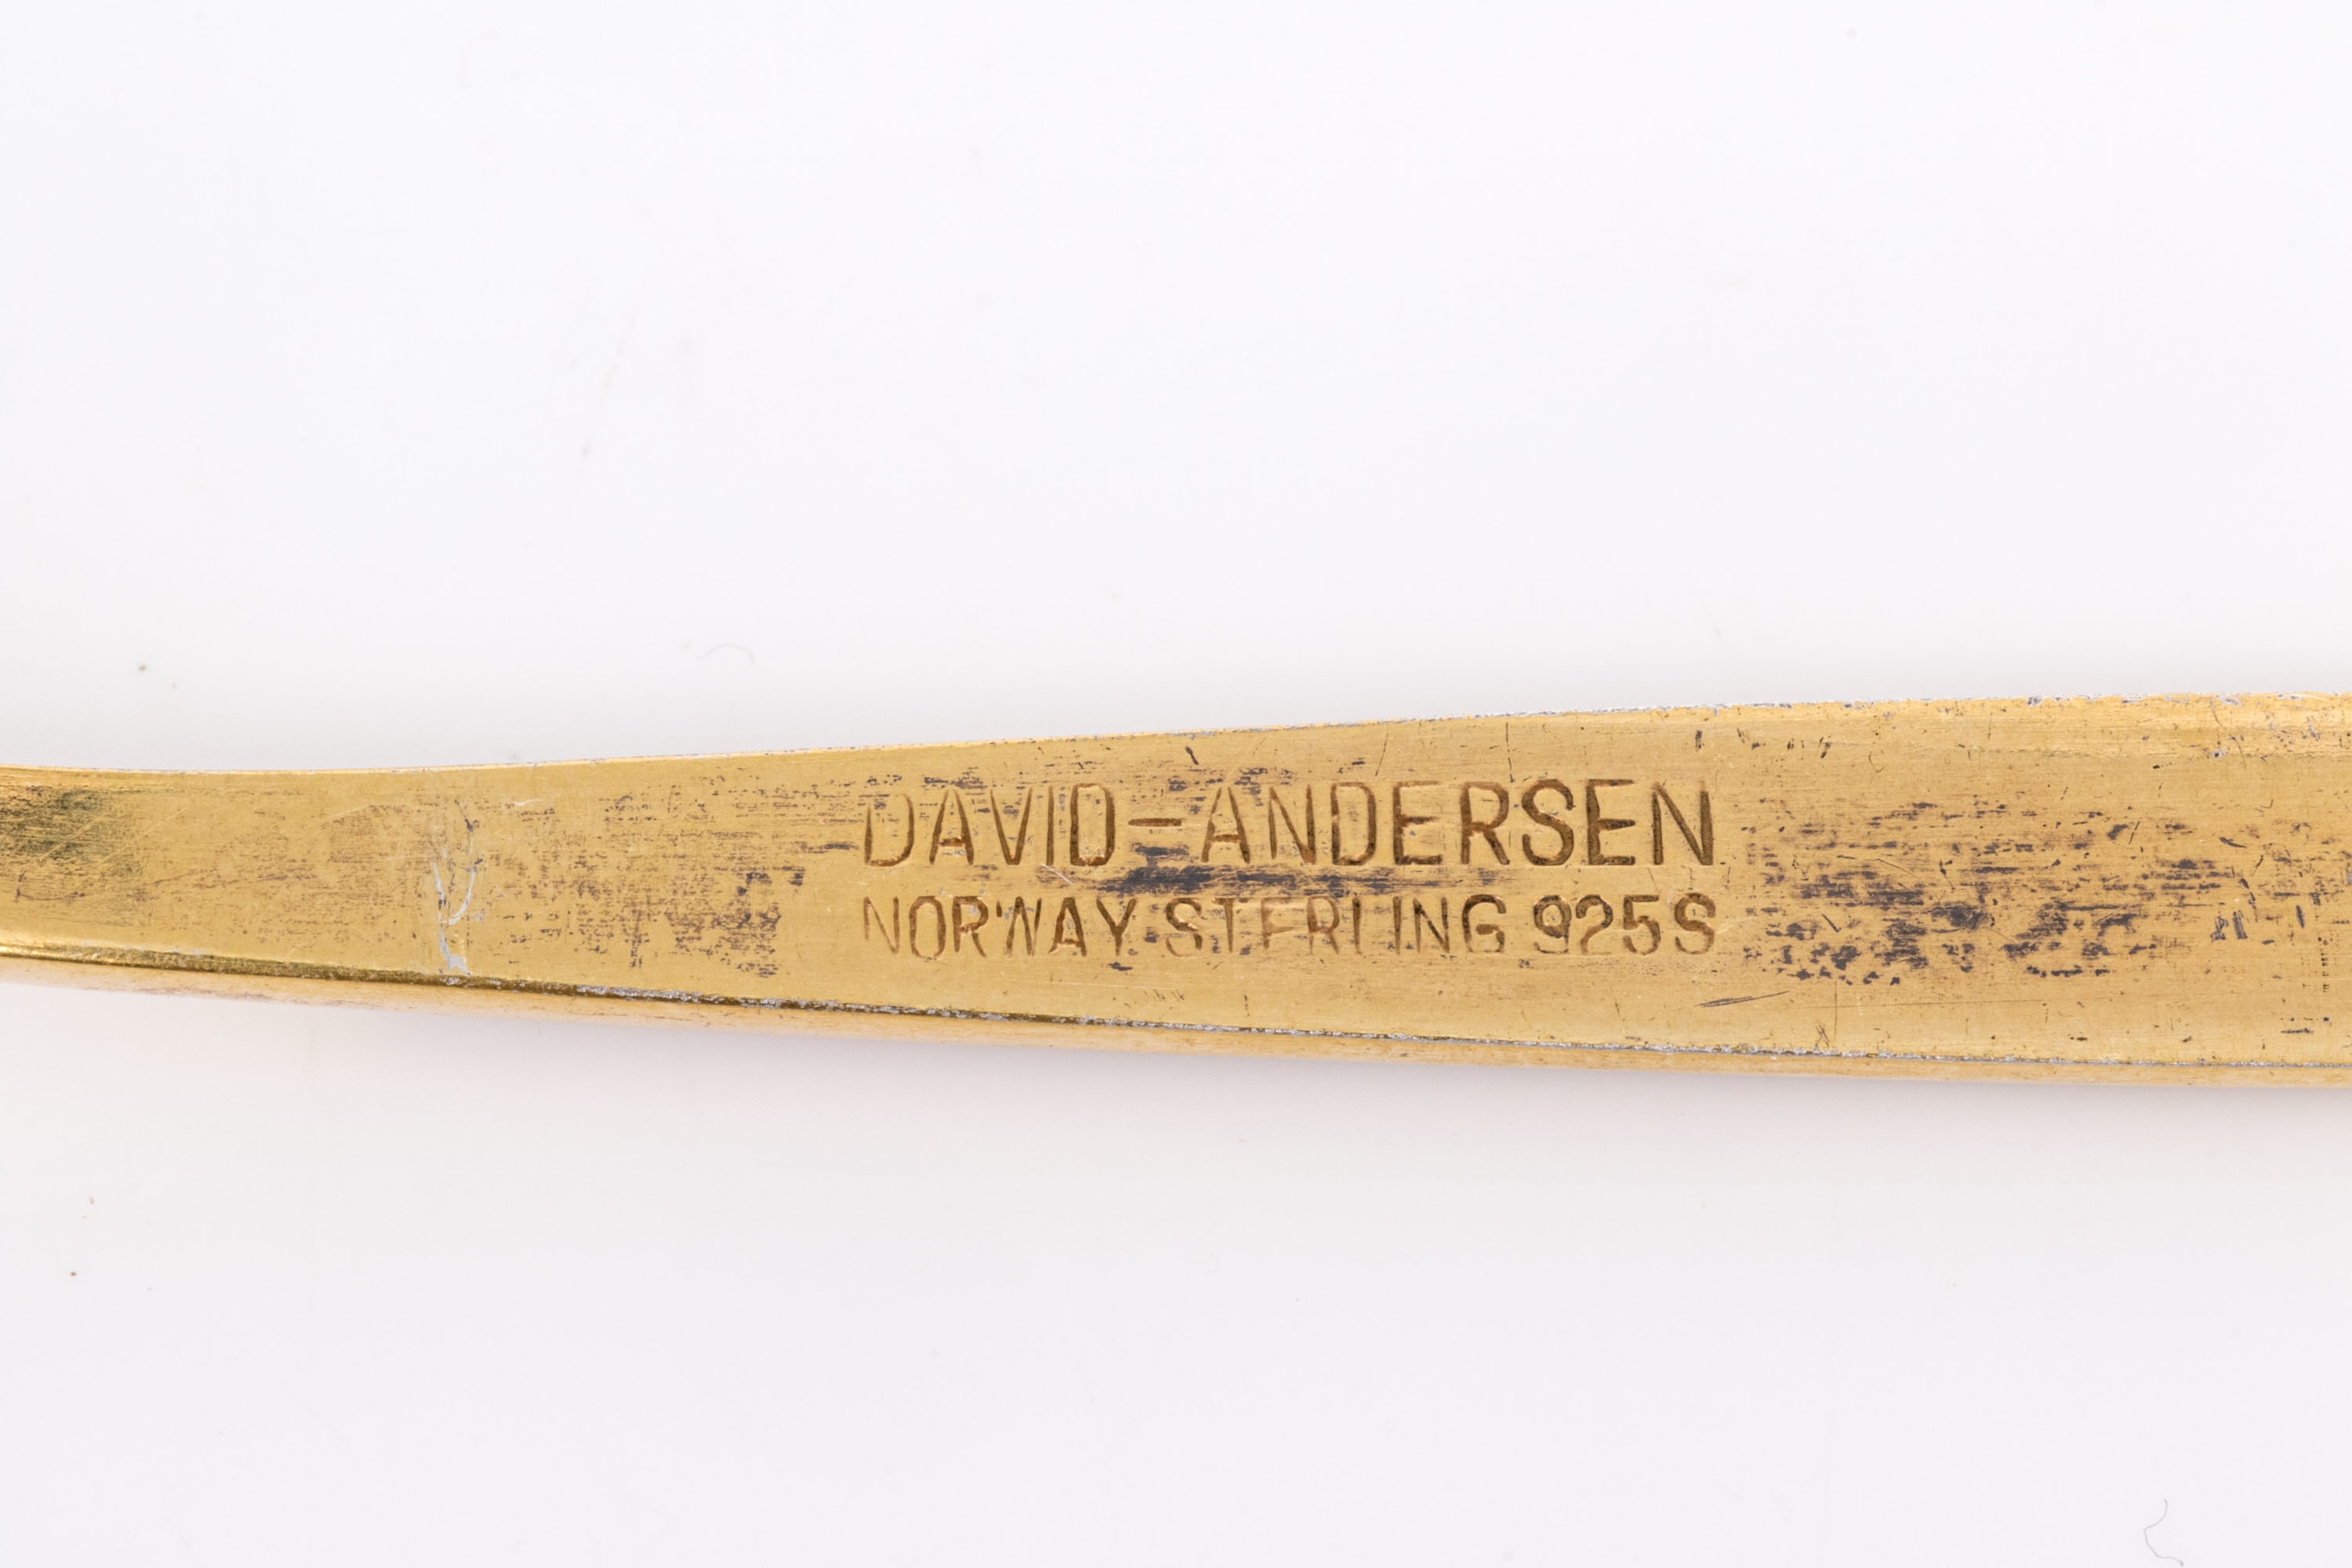 DAVID-ANDERSEN
NORWAY STERLING 925S